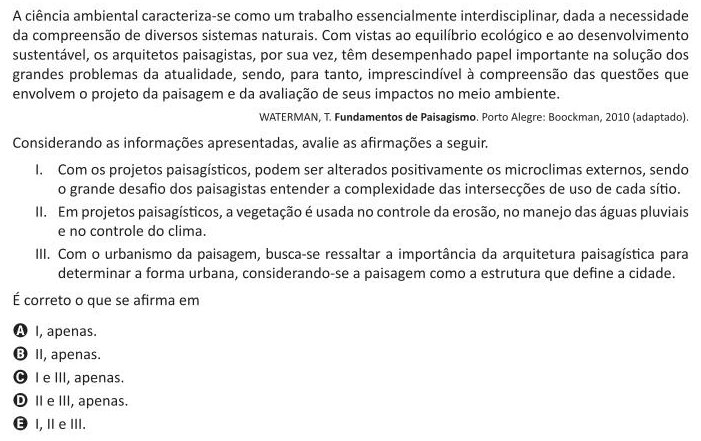 A ciência ambiental caracteriza-se como um trabalho essencialmente interdisciplinar, dada a necessidade
da compreensão de diversos sistemas naturais. Com vistas ao equilíbrio ecológico e ao desenvolvimento
sustentável, os arquitetos paisagistas, por sua vez, têm desempenhado papel importante na solução dos
grandes problemas da atualidade, sendo, para tanto, imprescindível à compreensão das questões que
envolvem o projeto da paisagem e da avaliação de seus impactos no meio ambiente.
WATERMAN, T. Fundamentos de Paisagismo. Porto Alegre: Boockman, 2010 (adaptado).
Considerando as informações apresentadas, avalie as afirmações a seguir.
I. Com os projetos paisagísticos, podem ser alterados positivamente os microclimas externos, sendo
o grande desafio dos paisagistas entender a complexidade das intersecções de uso de cada sítio.
II. Em projetos paisagísticos, a vegetação é usada no controle da erosão, no manejo das águas pluviais
e no controle do clima.
III. Com o urbanismo da paisagem, busca-se ressaltar a importância da arquitetura paisagística para
determinar a forma urbana, considerando-se a paisagem como a estrutura que define a cidade.
É correto o que se afirma em
A I, apenas.
B II, apenas.
C I e III, apenas.
D II e III, apenas.
E I, II e III.